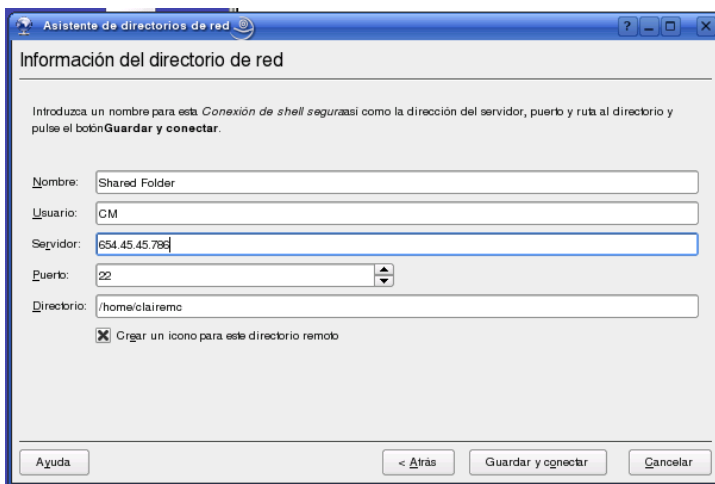 Asistente de directorios de red
Información del directorio de red
Introduzca un nombre para esta Conexión de shell seguraasi como la dirección del servidor, puerto y ruta al directorio y
pulse el botónGuardar y conectar.
Nombre: Shared Folder
Usuario: CM
Servidor: 654.45.45.786
Puerto: 22
Directorio: /home/clairemc
Crear un icono para este directorio remoto
Ayuda < Atrás Guardar y conectar Cancelar